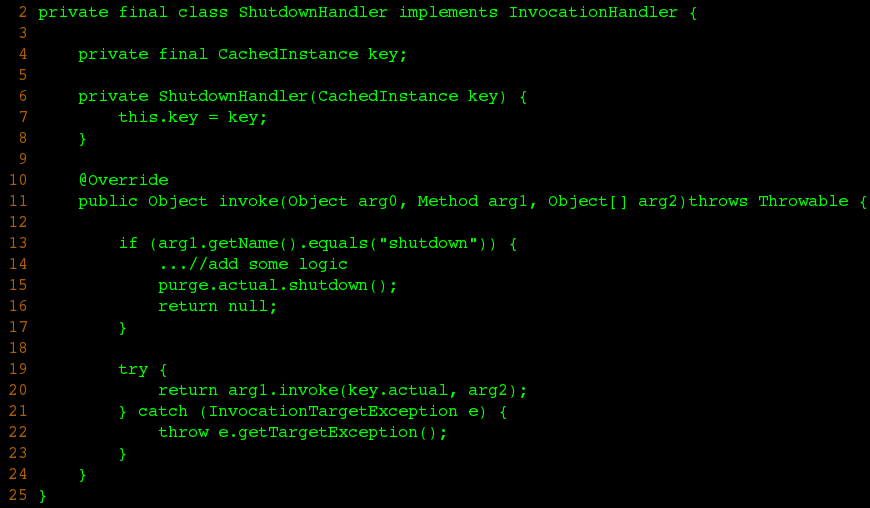 2 private final class ShutdownHandler implements InvocationHandler {
3
4     private final CachedInstance key;
5
6     private ShutdownHandler(CachedInstance key) {
7         this.key = key;
8     }
9
10     @Override
11     public Object invoke(Object arg0, Method arg1, Object[] arg2)throws Throwable {
12
13         if (arg1.getName().equals("shutdown")) {
14             ...//add some logic
15             purge.actual.shutdown();
16             return null;
17         }
18
19         try {
20             return arg1.invoke(key.actual, arg2);
21         } catch (InvocationTargetException e) {
22             throw e.getTargetException();
23         }
24     }
25 }